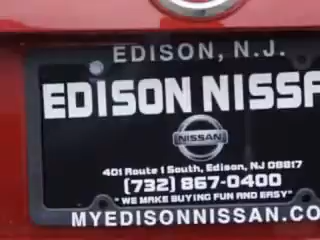 EDISON, N.J.
EDISON NISSA
NISSAN
401 Route 1 South, Edison, NJ 08817
(732) 867-0400
"WE MAKE BUYING FUN AND EASY"
MYEDISONNISSAN.CO